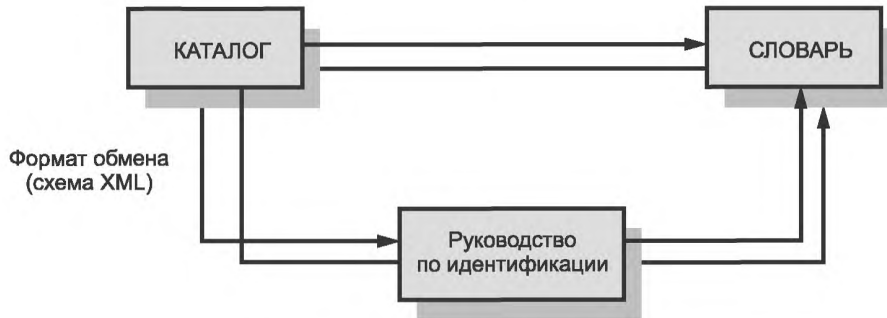 КАТАЛОГ
СЛОВАРЬ
Формат обмена
(схема XML)
Руководство
по идентификации